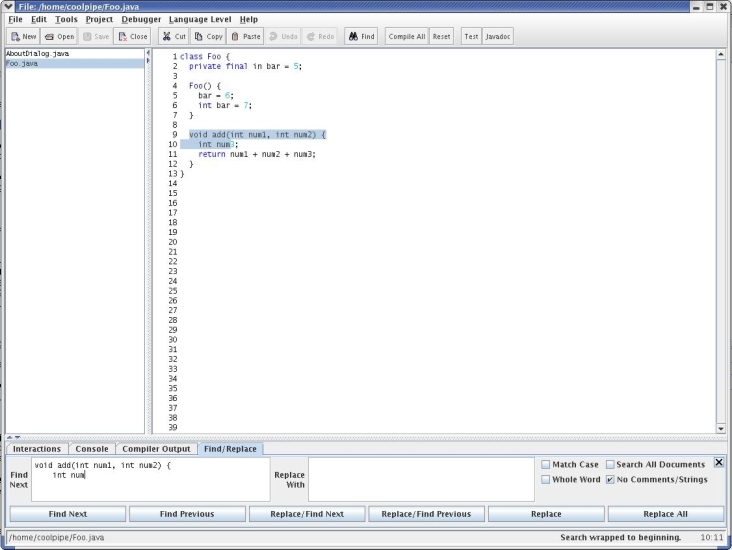 File: /home/coolpipe/Foo.java
File Edit Tools Project Debugger Language Level Help
New Open Save Close Cut Copy Paste Undo Redo Find Compile All Reset Test Javadoc
AboutDialog.java
Foo.java
1 class Foo {
2 private final in bar = 5;
3
4 Foo() {
5 bar = 6;
6 int bar = 7;
7 }
8
9 void add(int num1, int num2) {
10 int num3;
11 return num1 + num2 + num3;
12 }
13 }
14
15
16
17
18
19
20
21
22
23
24
25
26
27
28
29
30
31
32
33
34
35
36
37
38
39
Interactions Console Compiler Output Find/Replace
Find Next
void add(int num1, int num2) {
int num
Replace With
Match Case Search All Documents
Whole Word No Comments/Strings
Find Next Find Previous Replace/Find Next Replace/Find Previous Replace Replace All
/home/coolpipe/Foo.java Search wrapped to beginning. 10:11